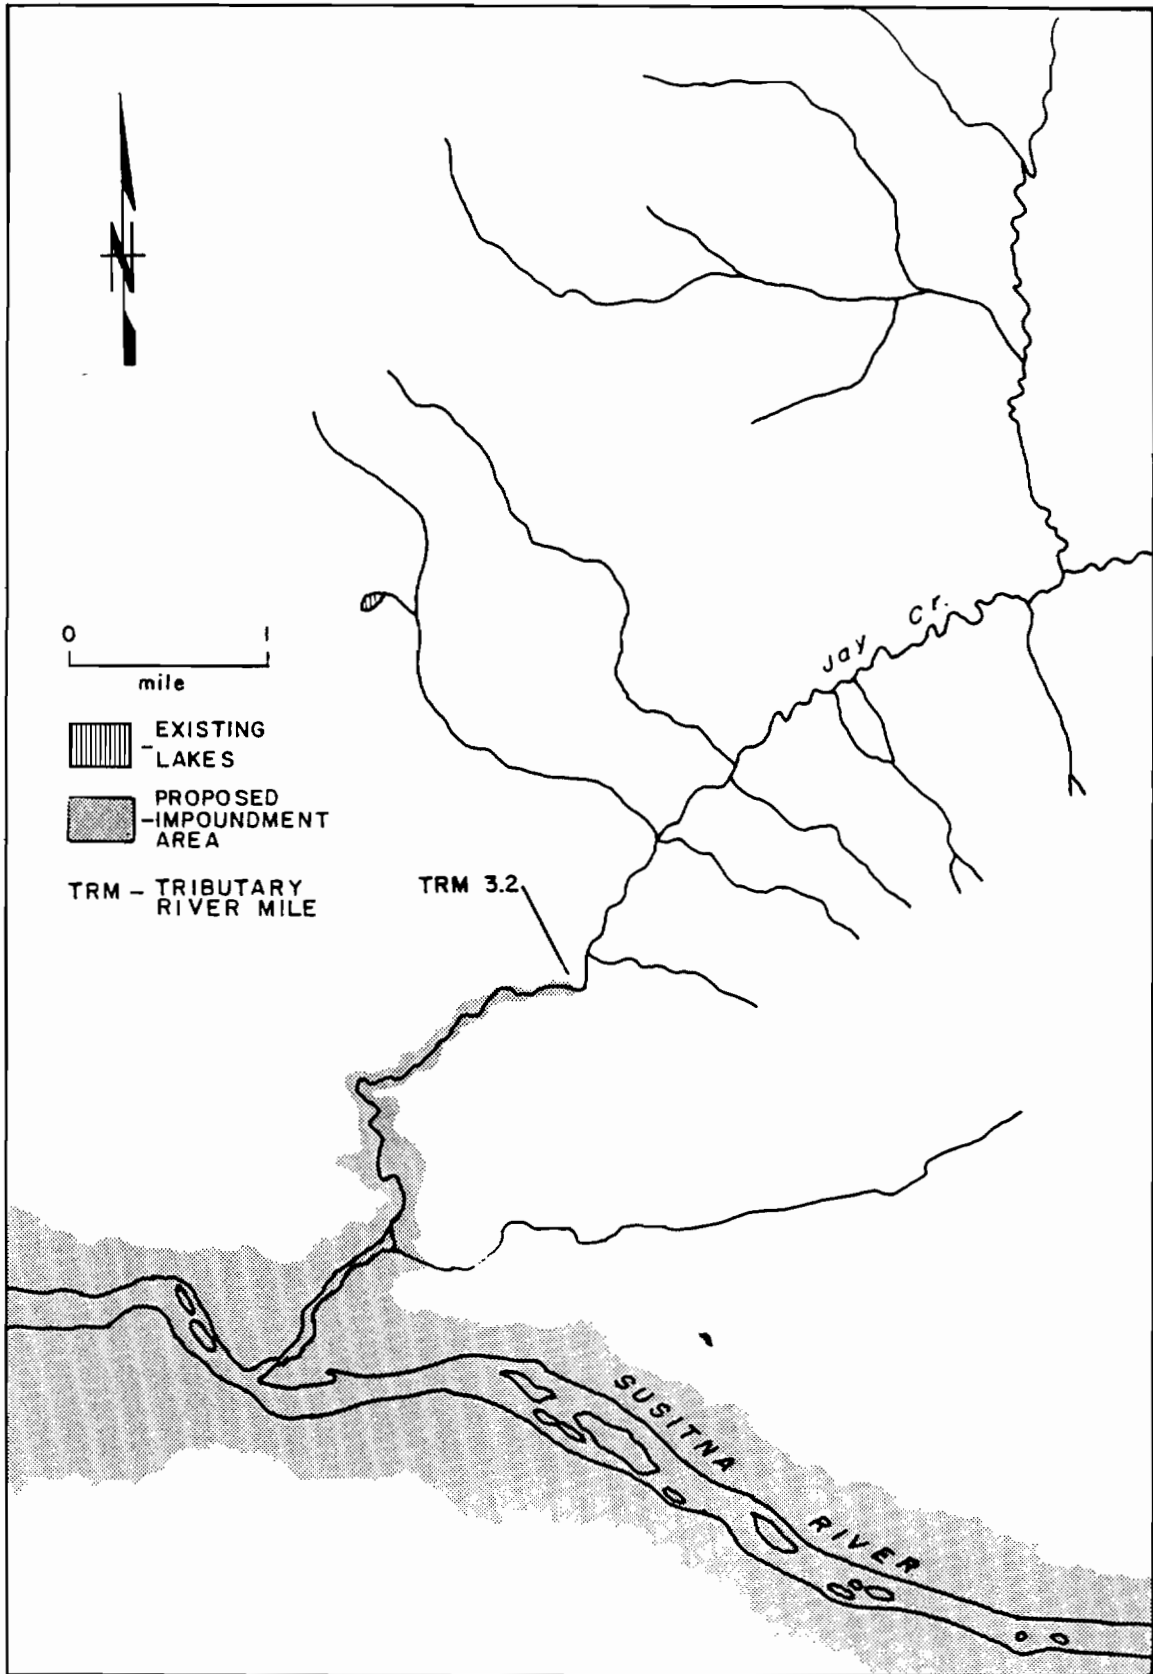 N
Jay Cr.
0 1
mile
EXISTING
LAKES
PROPOSED
IMPOUNDMENT
AREA
TRM – TRIBUTARY
RIVER MILE
TRM 3.2
SUSITNA
RIVER